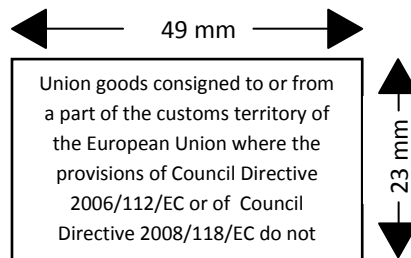 49 mm
Union goods consigned to or from
a part of the customs territory of
the European Union where the
provisions of Council Directive
2006/112/EC or of Council
Directive 2008/118/EC do not
23 mm